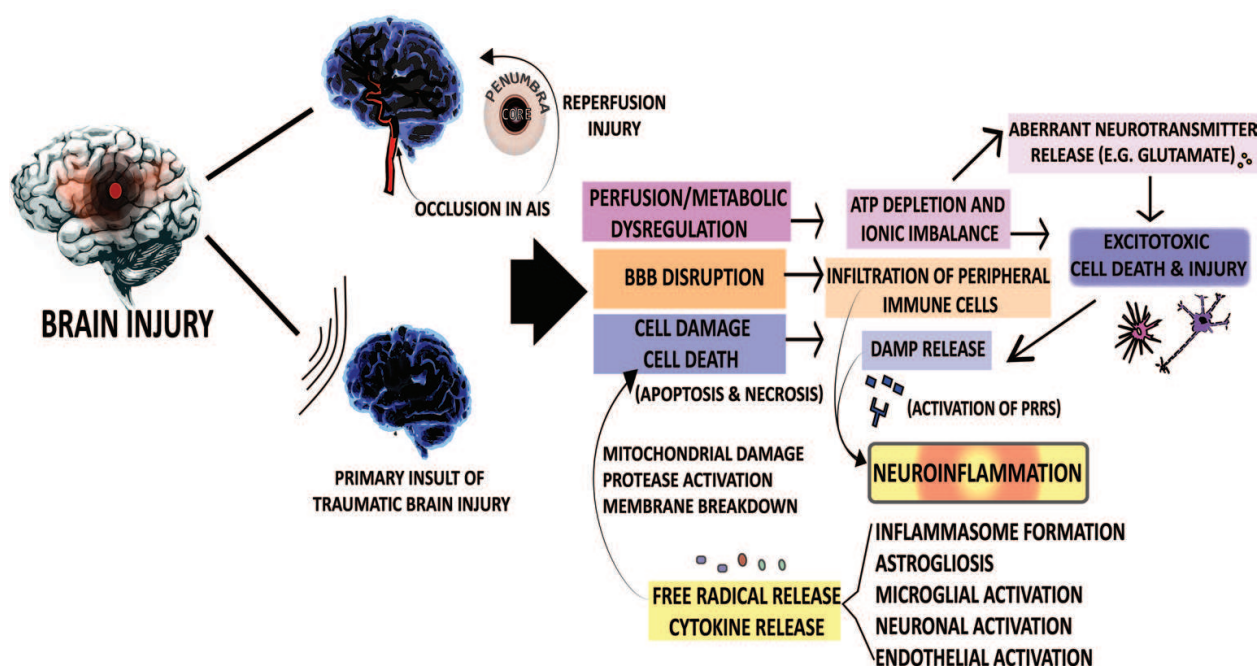 BRAIN INJURY
PENUMBRA
CORE
REPERFUSION
INJURY
OCCLUSION IN AIS
PRIMARY INSULT OF
TRAUMATIC BRAIN INJURY
PERFUSION/METABOLIC
DYSREGULATION
BBB DISRUPTION
CELL DAMAGE
CELL DEATH
(APOPTOSIS & NECROSIS)
ATP DEPLETION AND
IONIC IMBALANCE
INFILTRATION OF PERIPHERAL
IMMUNE CELLS
DAMP RELEASE
(ACTIVATION OF PRRS)
ABERRANT NEUROTRANSMITTER
RELEASE (E.G. GLUTAMATE)
EXCITOTOXIC
CELL DEATH & INJURY
NEUROINFLAMMATION
MITOCHONDRIAL DAMAGE
PROTEASE ACTIVATION
MEMBRANE BREAKDOWN
FREE RADICAL RELEASE
CYTOKINE RELEASE
INFLAMMASOME FORMATION
ASTROGLIOSIS
MICROGLIAL ACTIVATION
NEURONAL ACTIVATION
ENDOTHELIAL ACTIVATION